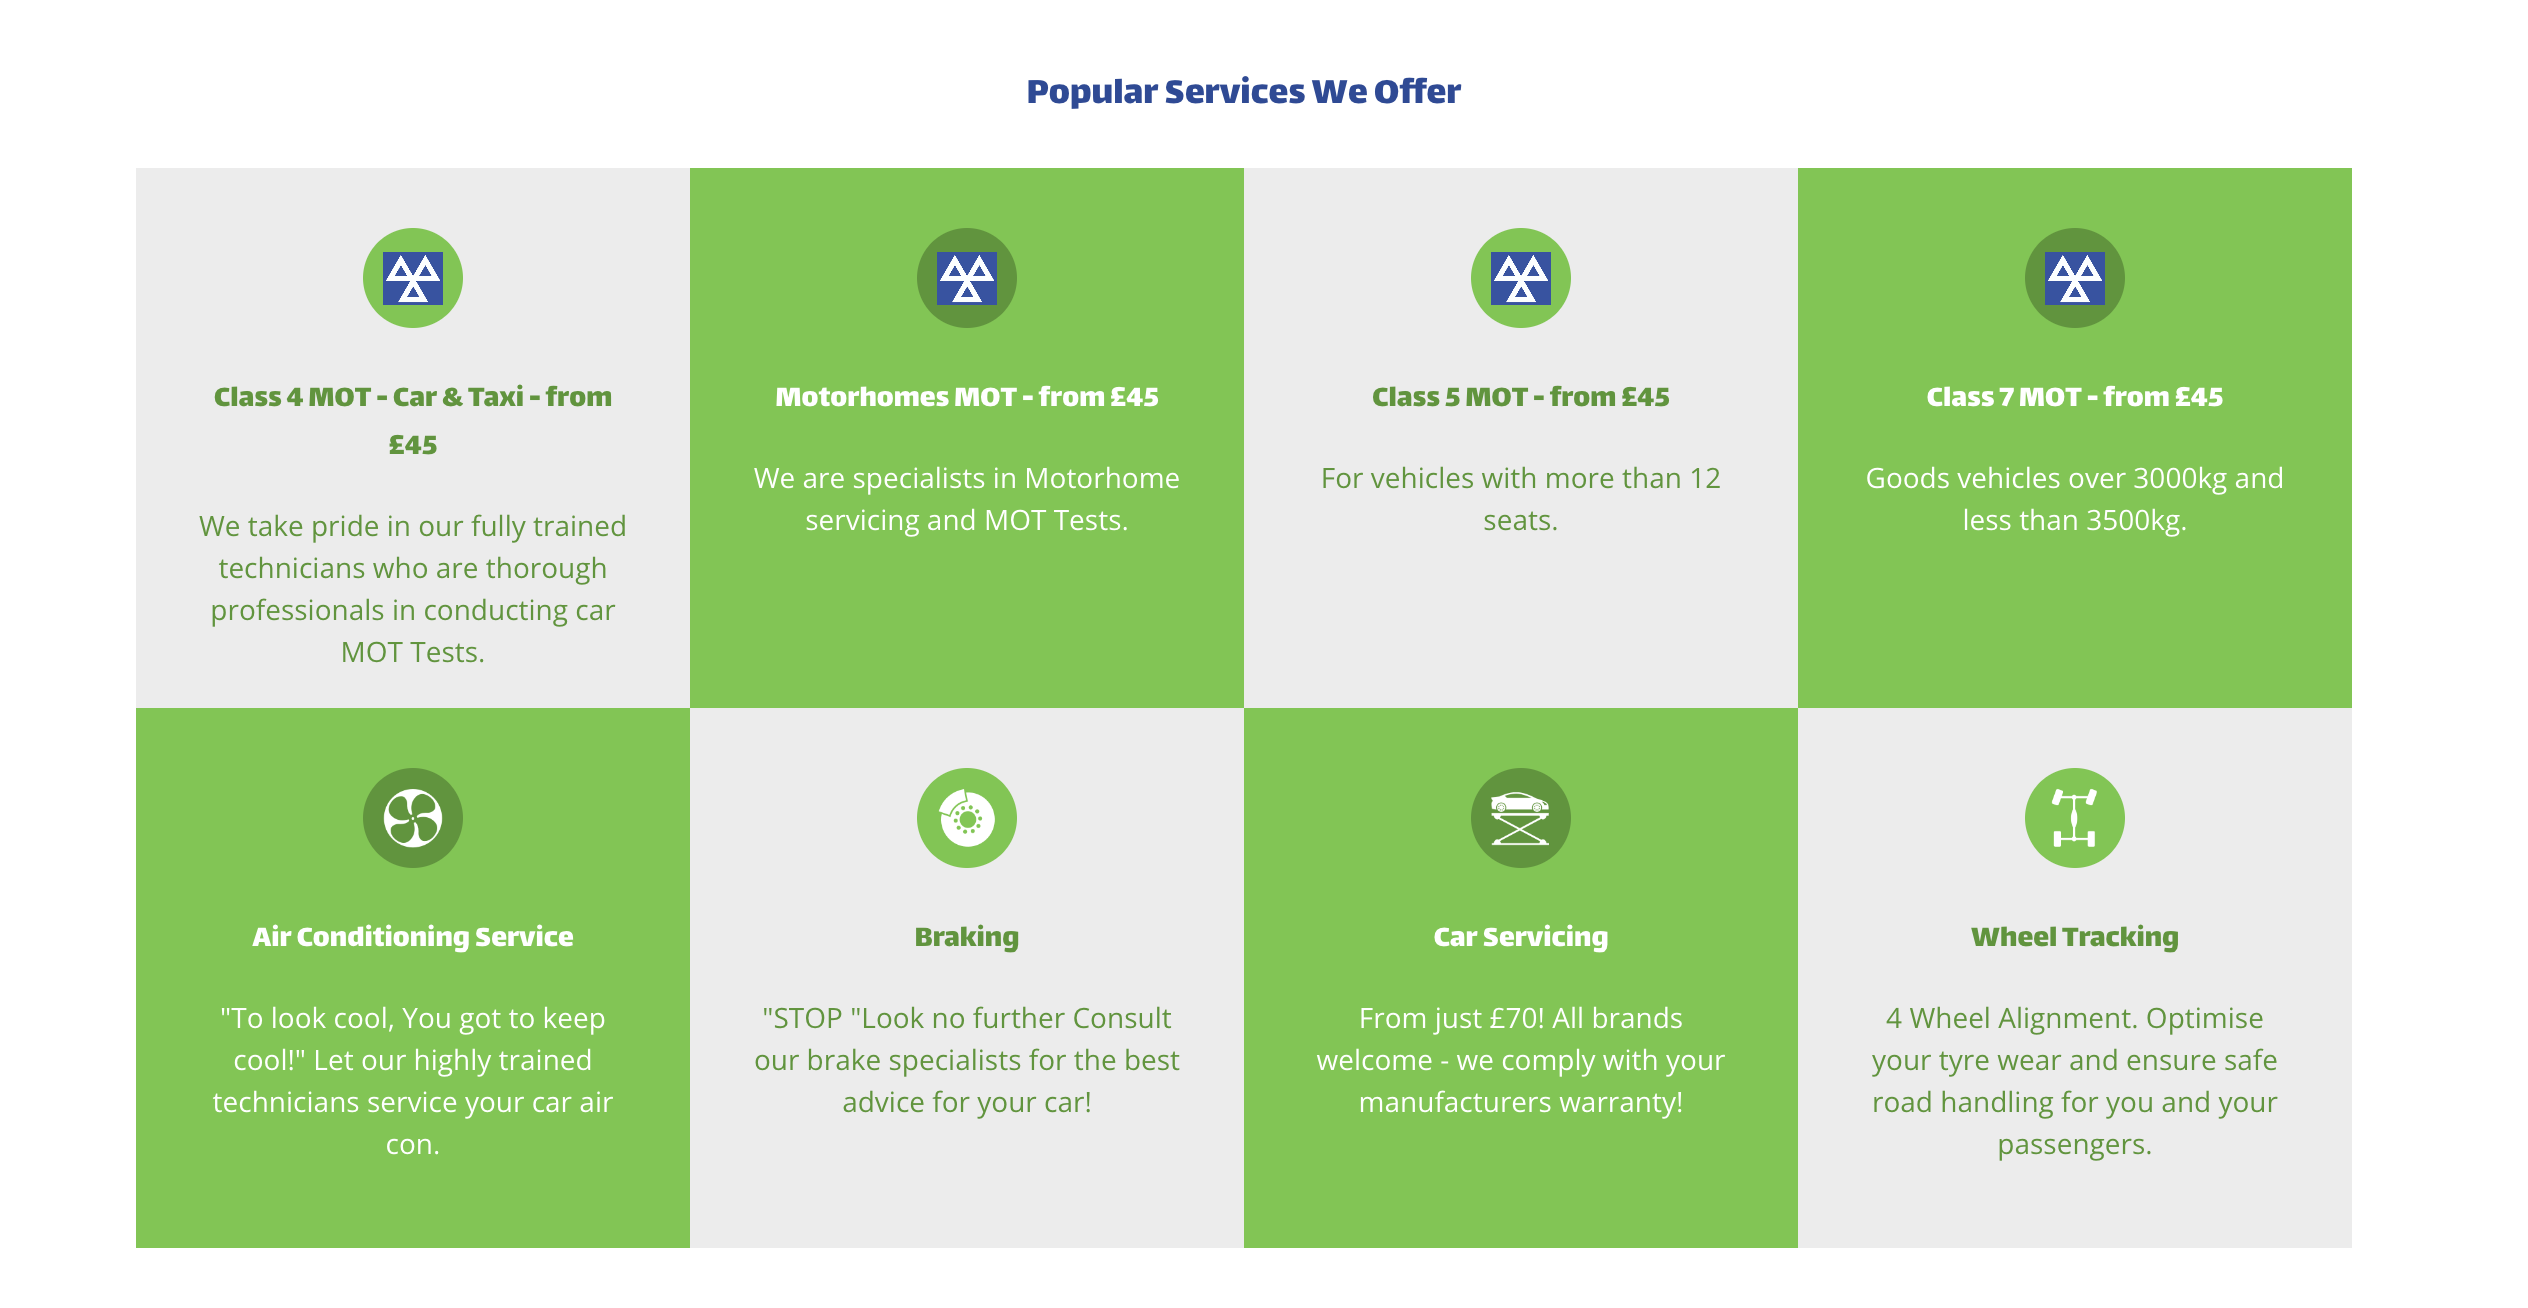 Popular Services We Offer
Class 4 MOT - Car & Taxi - from
£45
We take pride in our fully trained
technicians who are thorough
professionals in conducting car
MOT Tests.
Motorhomes MOT - from £45
We are specialists in Motorhome
servicing and MOT Tests.
Class 5 MOT - from £45
For vehicles with more than 12
seats.
Class 7 MOT - from £45
Goods vehicles over 3000kg and
less than 3500kg.
Air Conditioning Service
"To look cool, You got to keep
cool!" Let our highly trained
technicians service your car air
con.
Braking
"STOP "Look no further Consult
our brake specialists for the best
advice for your car!
Car Servicing
From just £70! All brands
welcome - we comply with your
manufacturers warranty!
Wheel Tracking
4 Wheel Alignment. Optimise
your tyre wear and ensure safe
road handling for you and your
passengers.